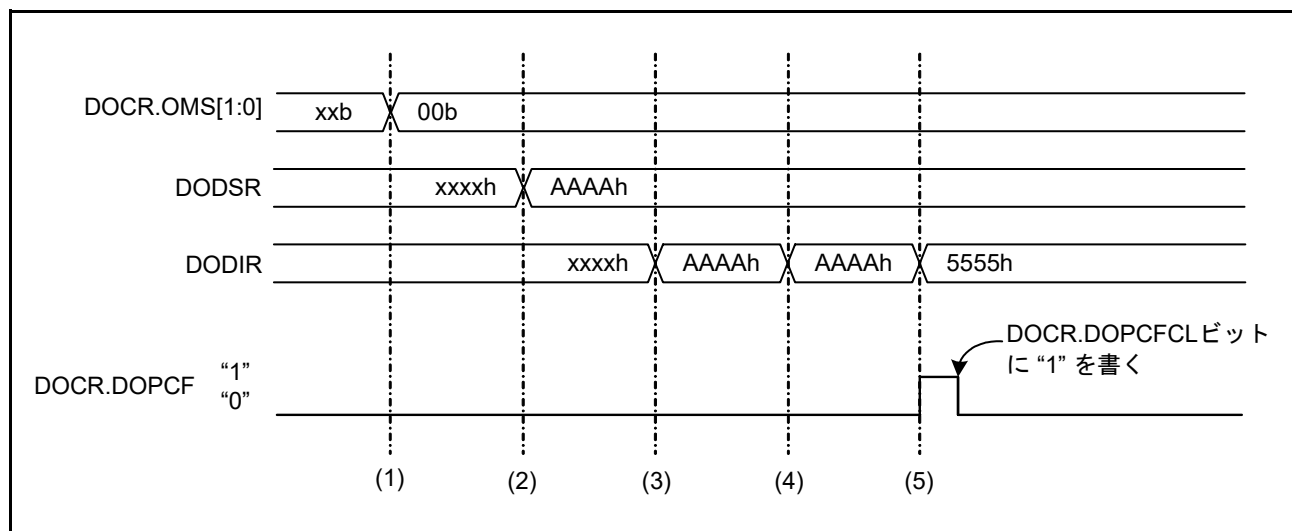 DOCR.OMS[1:0] xxb 00b
DODSR xxxxh AAAAh
DODIR xxxxh AAAAh AAAAh 5555h
DOCR.DOPCFCLビット
に “1” を書く
DOCR.DOPCF “1”
“0”
(1) (2) (3) (4) (5)